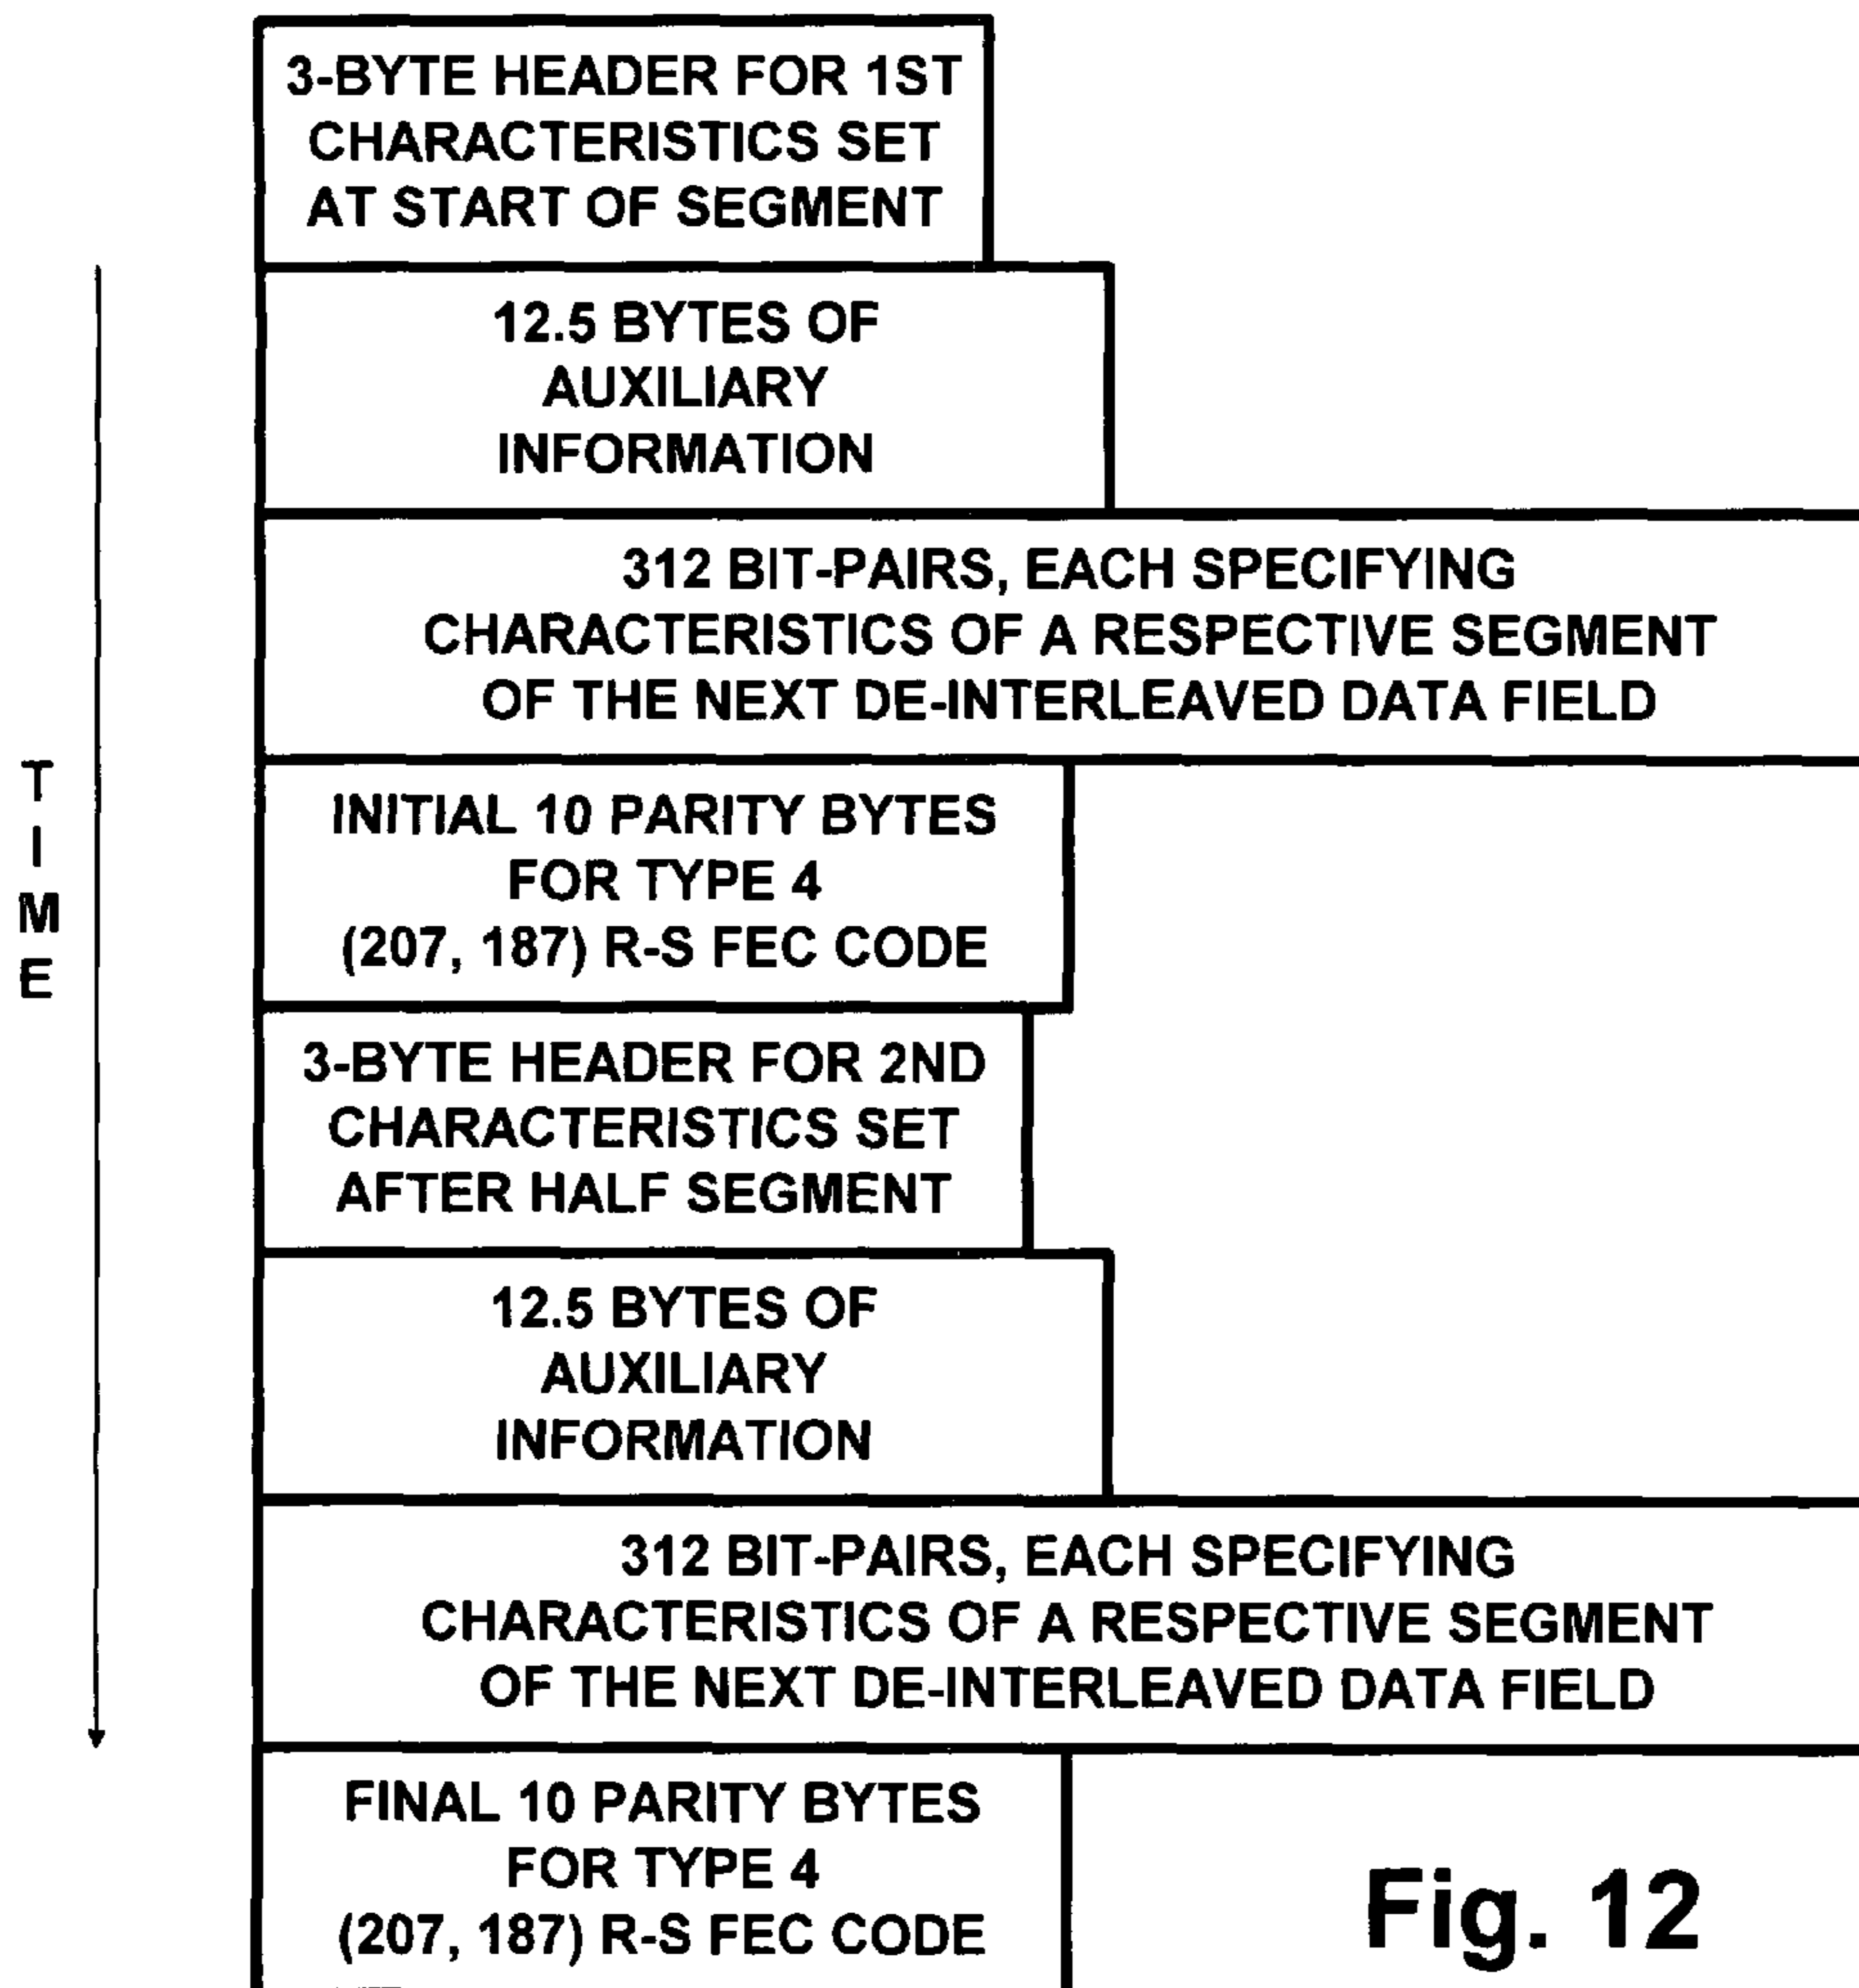 3-BYTE HEADER FOR 1ST
CHARACTERISTICS SET
AT START OF SEGMENT
12.5 BYTES OF
AUXILIARY
INFORMATION
312 BIT-PAIRS, EACH SPECIFYING
CHARACTERISTICS OF A RESPECTIVE SEGMENT
OF THE NEXT DE-INTERLEAVED DATA FIELD
TIME
INITIAL 10 PARITY BYTES
FOR TYPE 4
(207, 187) R-S FEC CODE
3-BYTE HEADER FOR 2ND
CHARACTERISTICS SET
AFTER HALF SEGMENT
12.5 BYTES OF
AUXILIARY
INFORMATION
312 BIT-PAIRS, EACH SPECIFYING
CHARACTERISTICS OF A RESPECTIVE SEGMENT
OF THE NEXT DE-INTERLEAVED DATA FIELD
FINAL 10 PARITY BYTES
FOR TYPE 4
(207, 187) R-S FEC CODE
Fig. 12